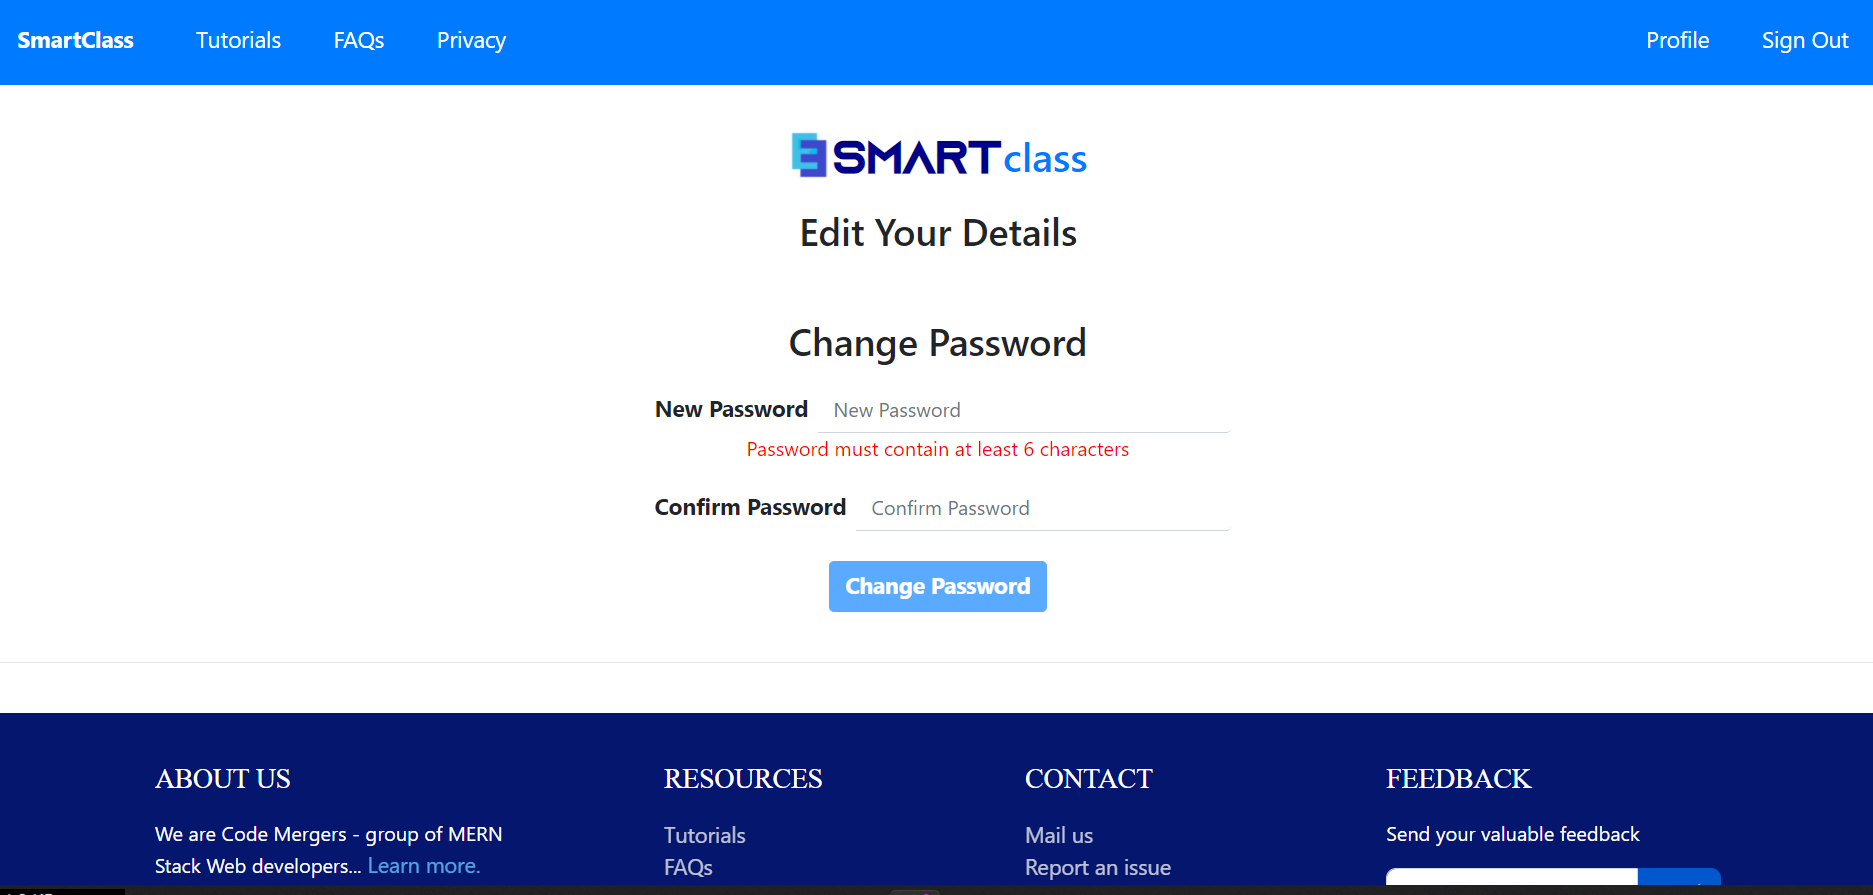 SmartClass Tutorials FAQs Privacy Profile Sign Out
SMART class
Edit Your Details
Change Password
New Password New Password
Password must contain at least 6 characters
Confirm Password Confirm Password
Change Password
ABOUT US
We are Code Mergers - group of MERN
Stack Web developers... Learn more.
RESOURCES
Tutorials
FAQs
CONTACT
Mail us
Report an issue
FEEDBACK
Send your valuable feedback